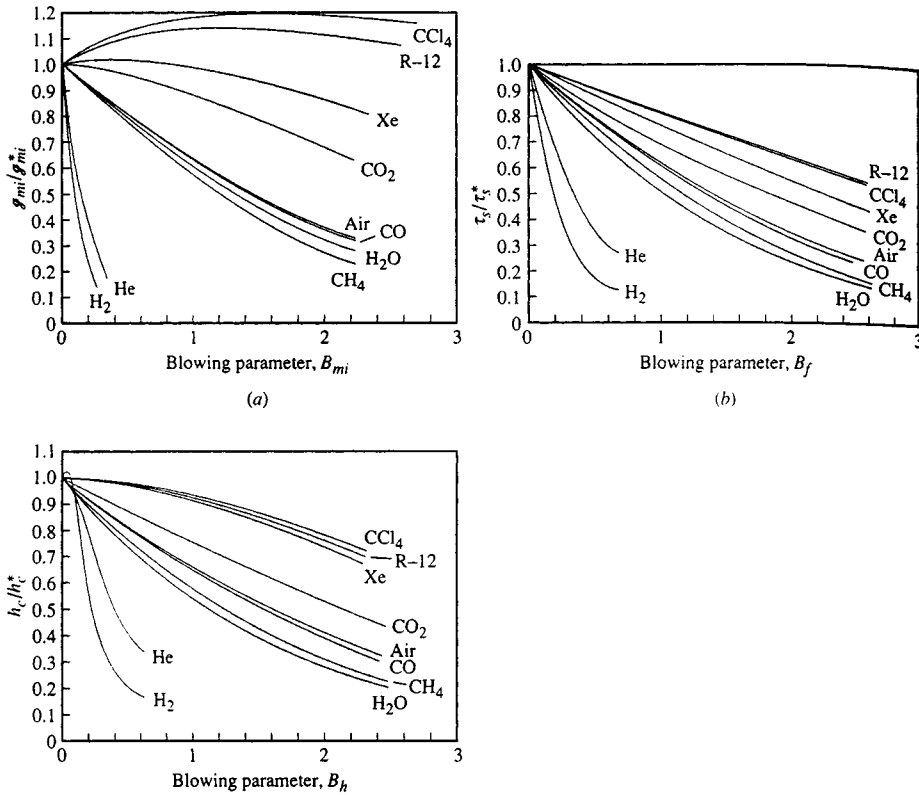 1.2
1.1
1.0
0.9
0.8
0.7
0.6
0.5
0.4
0.3
0.2
0.1
0
g_mi/g*_mi
CCl4
R–12
Xe
CO2
Air
CO
H2O
CH4
He
H2
0 1 2 3
Blowing parameter, B_mi
(a)
1.0
0.9
0.8
0.7
0.6
0.5
0.4
0.3
0.2
0.1
0
τ_s/τ*_s
R–12
CCl4
Xe
CO2
Air
CO
CH4
H2O
He
H2
0 1 2 3
Blowing parameter, B_f
(b)
1.1
1.0
0.9
0.8
0.7
0.6
0.5
0.4
0.3
0.2
0.1
0
h_c/h*_c
CCl4
R–12
Xe
CO2
Air
CO
CH4
H2O
He
H2
0 1 2 3
Blowing parameter, B_h